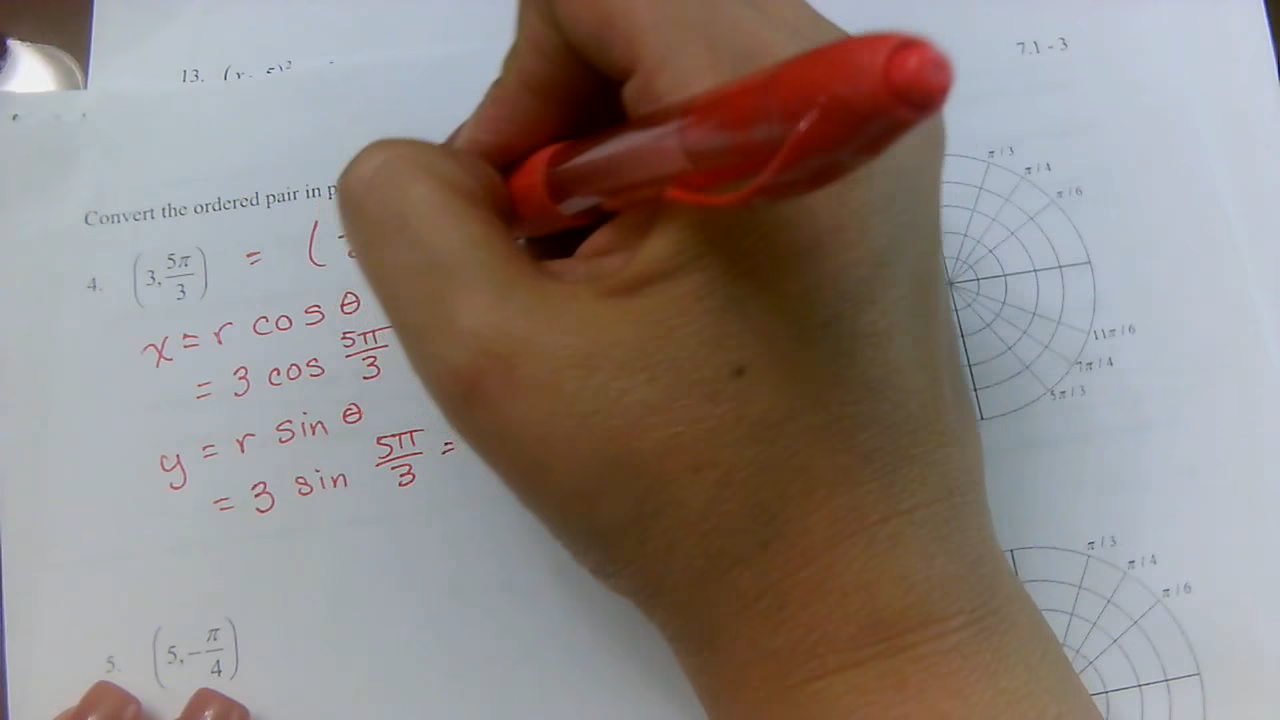 7.1 - 3
13.
Convert the ordered pair in
4. (3, 5π/3) = (
x = r cos θ
= 3 cos 5π/3
y = r sin θ
= 3 sin 5π/3 =
5. (5, -π/4)
π/3
π/4
π/6
11π/6
7π/4
5π/3
π/3
π/4
π/6